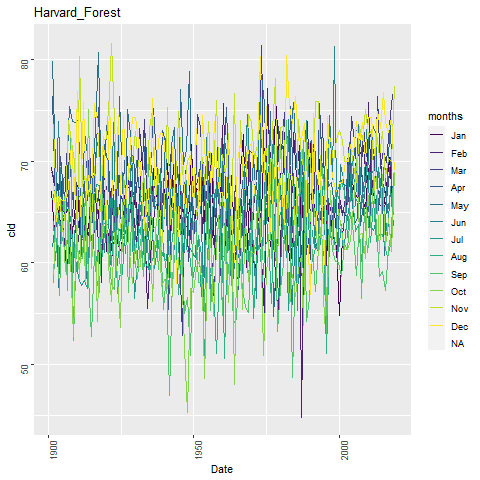 Harvard_Forest
cld
80
70
60
50
1900
1950
2000
Date
months
Jan
Feb
Mar
Apr
May
Jun
Jul
Aug
Sep
Oct
Nov
Dec
NA